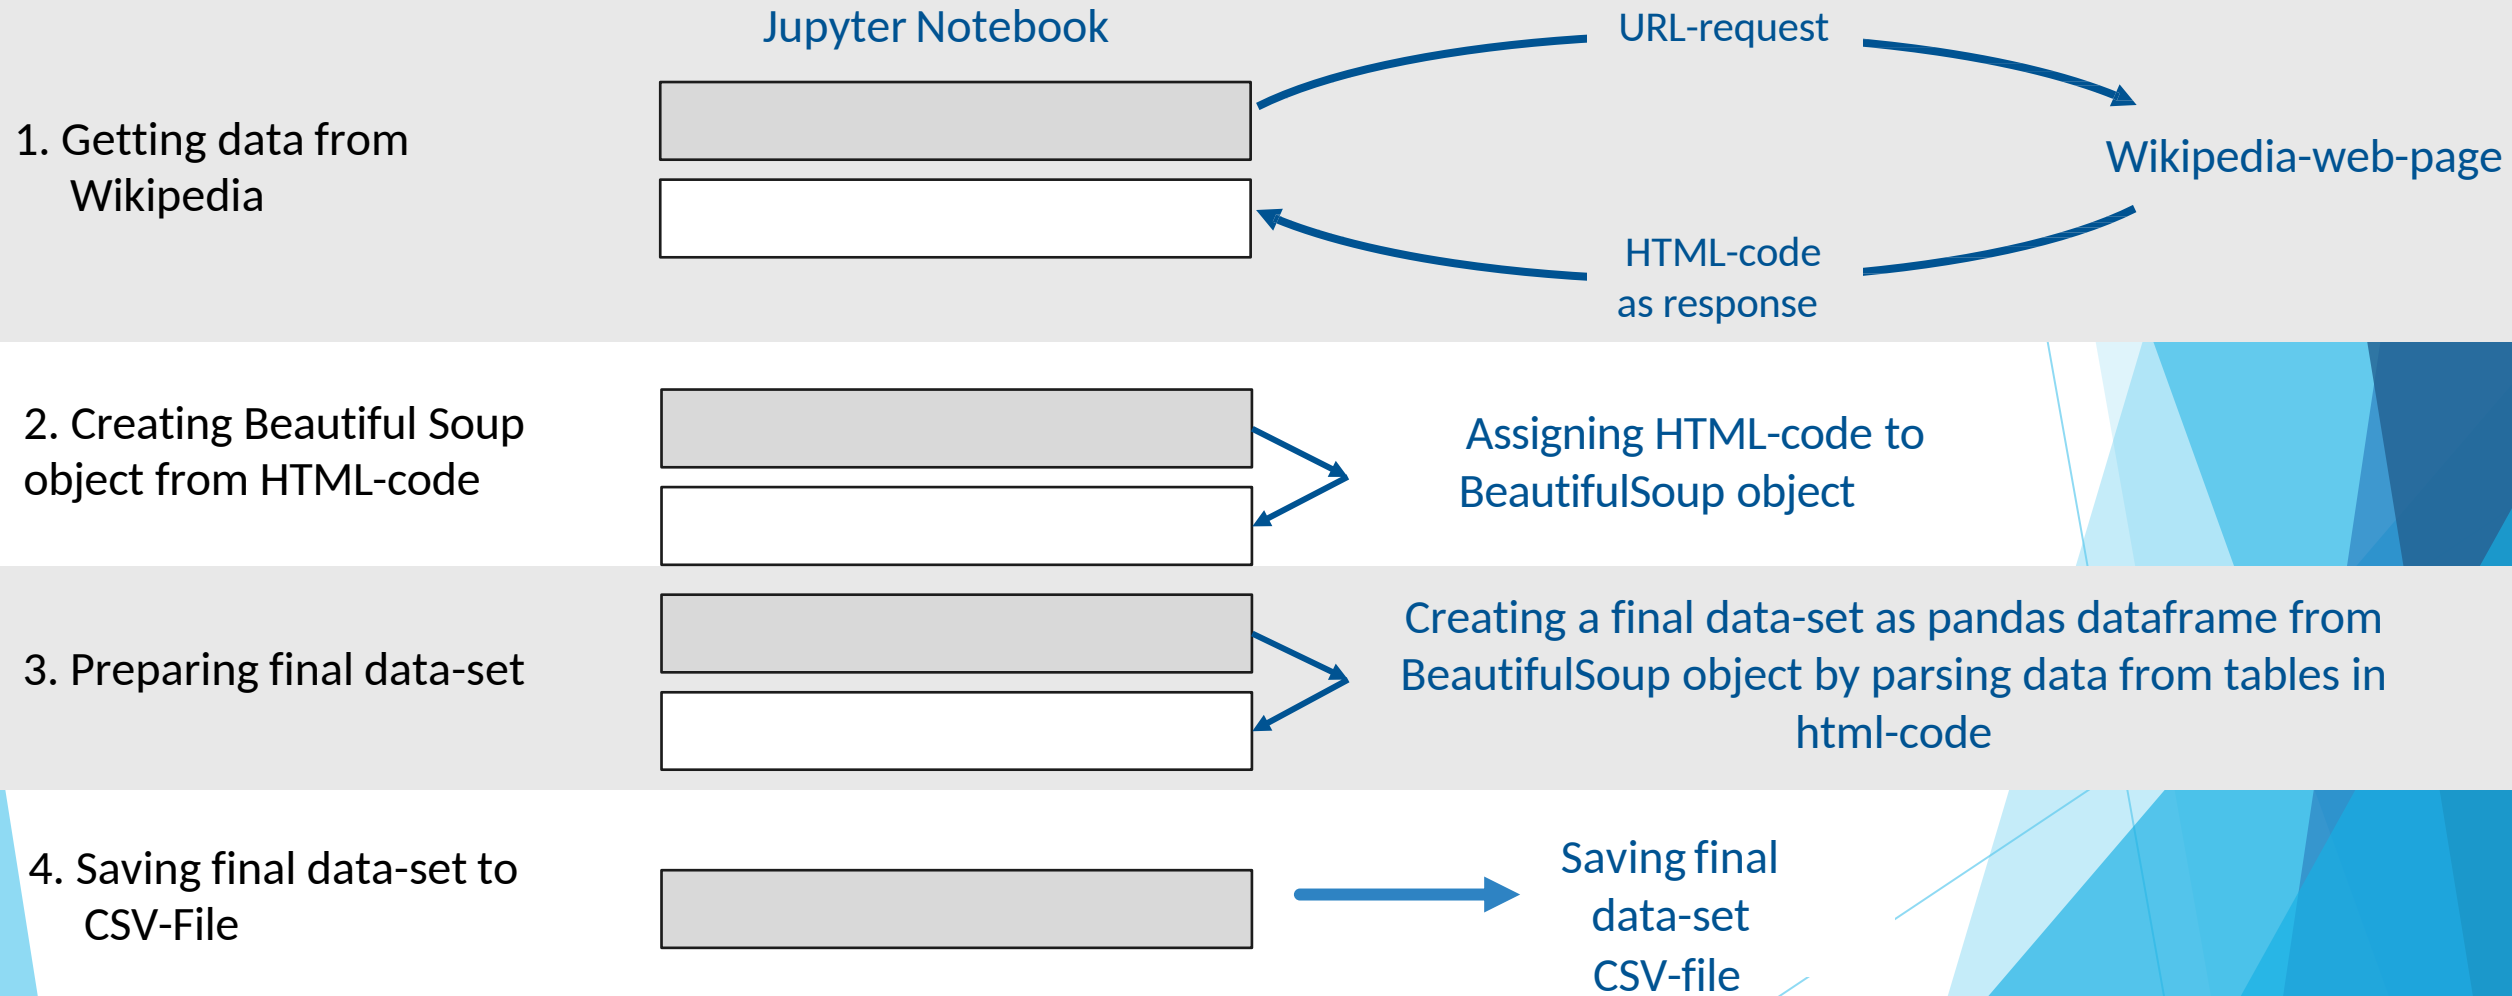 Jupyter Notebook
URL-request
1. Getting data from
Wikipedia
Wikipedia-web-page
HTML-code
as response
2. Creating Beautiful Soup
object from HTML-code
Assigning HTML-code to
BeautifulSoup object
3. Preparing final data-set
Creating a final data-set as pandas dataframe from
BeautifulSoup object by parsing data from tables in
html-code
4. Saving final data-set to
CSV-File
Saving final
data-set
CSV-file